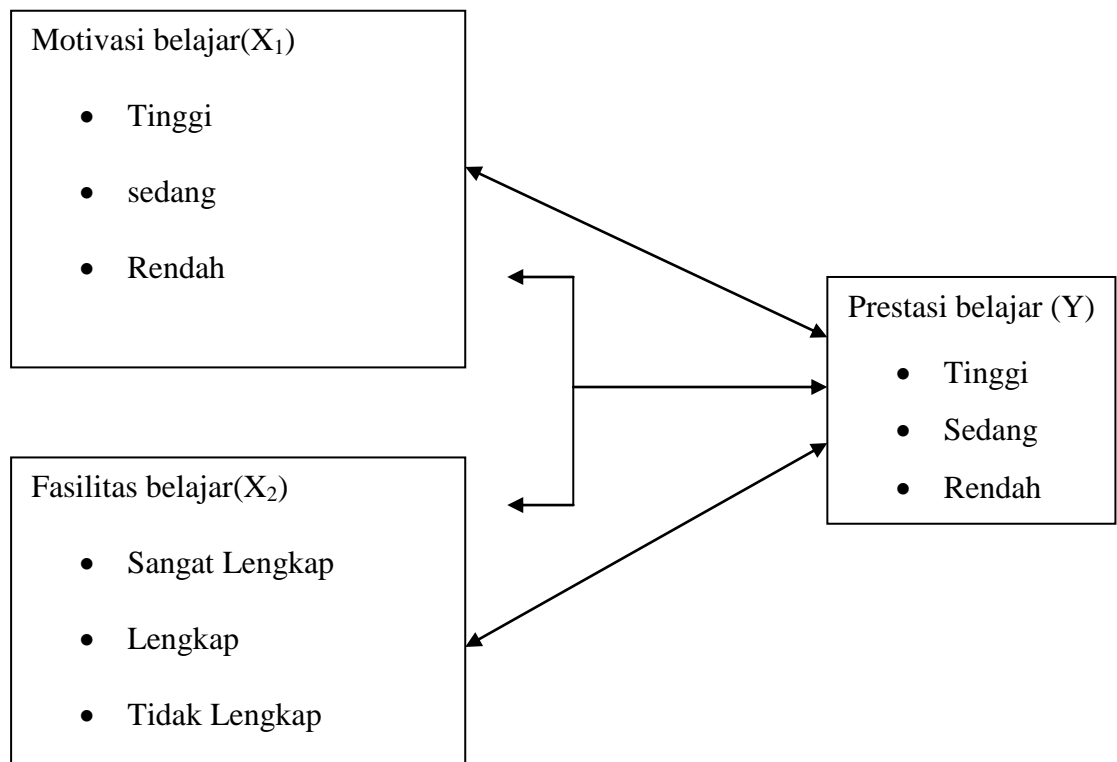 Motivasi belajar(X₁)
• Tinggi
• sedang
• Rendah
Fasilitas belajar(X₂)
• Sangat Lengkap
• Lengkap
• Tidak Lengkap
Prestasi belajar (Y)
• Tinggi
• Sedang
• Rendah